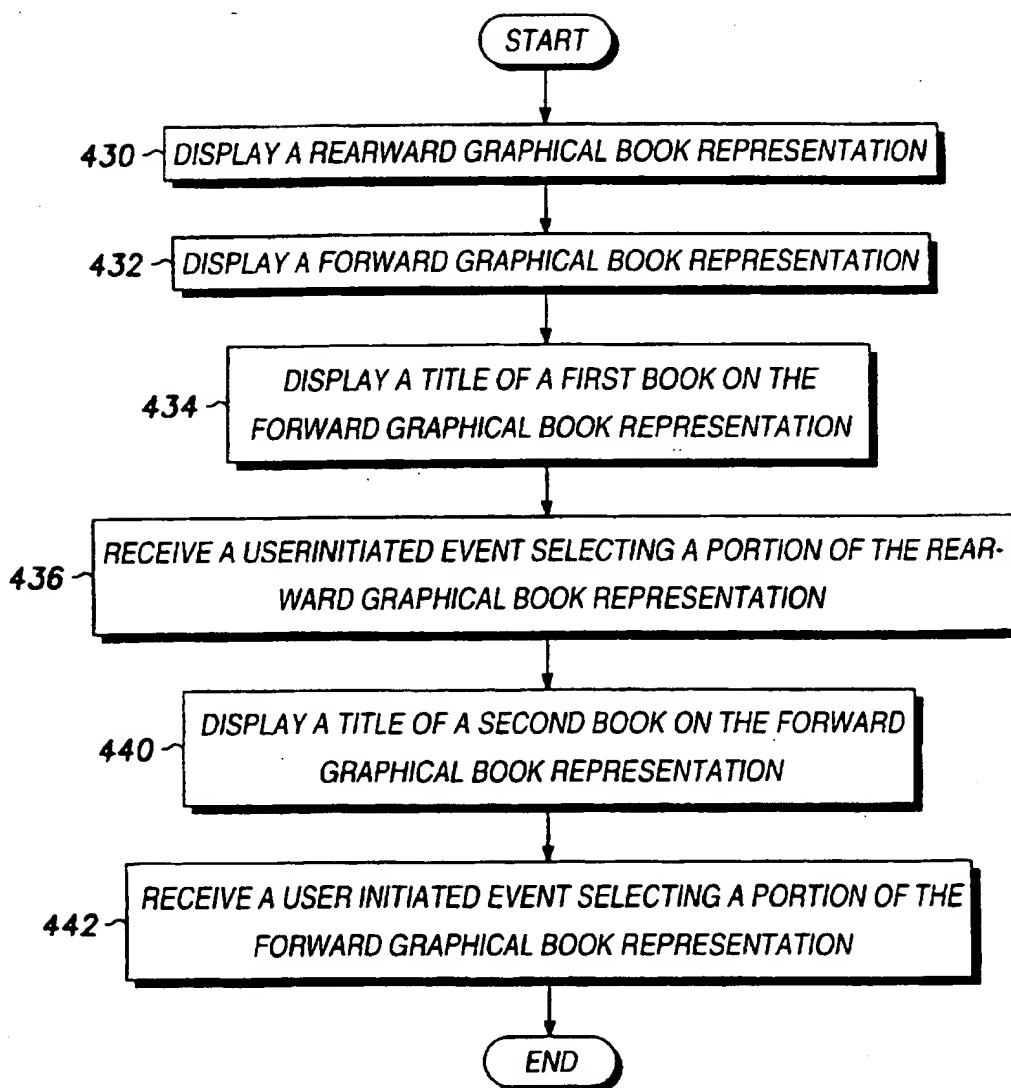 START
430 DISPLAY A REARWARD GRAPHICAL BOOK REPRESENTATION
432 DISPLAY A FORWARD GRAPHICAL BOOK REPRESENTATION
DISPLAY A TITLE OF A FIRST BOOK ON THE
434 FORWARD GRAPHICAL BOOK REPRESENTATION
RECEIVE A USERINITIATED EVENT SELECTING A PORTION OF THE REAR-
436 WARD GRAPHICAL BOOK REPRESENTATION
DISPLAY A TITLE OF A SECOND BOOK ON THE FORWARD
440 GRAPHICAL BOOK REPRESENTATION
RECEIVE A USER INITIATED EVENT SELECTING A PORTION OF THE
442 FORWARD GRAPHICAL BOOK REPRESENTATION
END